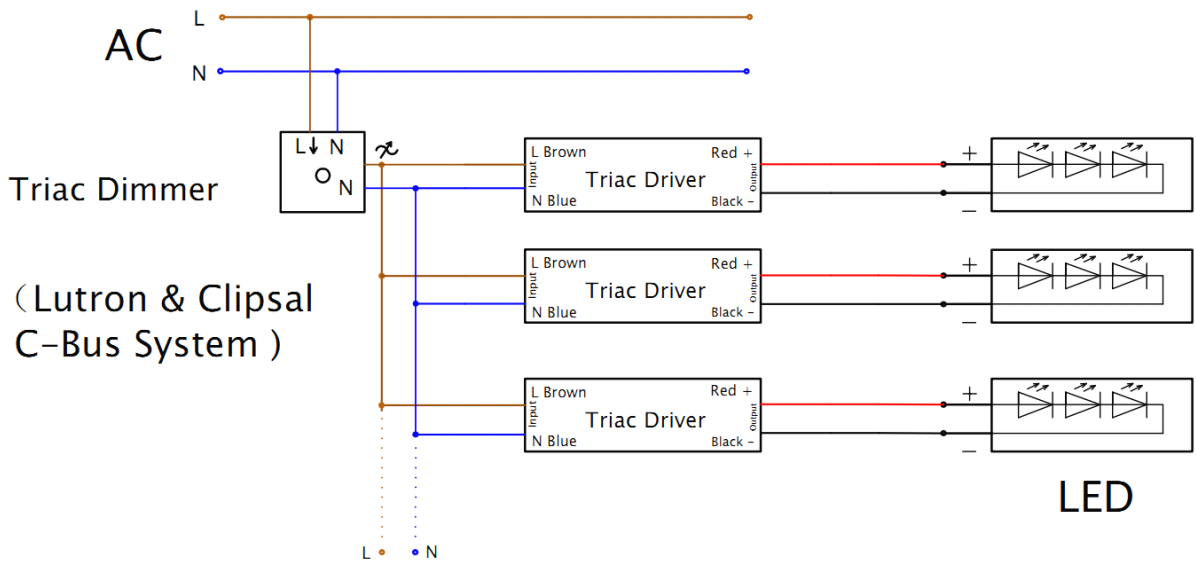 L
AC
N
L↓ N
N
Triac Dimmer
（Lutron & Clipsal
C-Bus System )
L Brown
Input
N Blue
Triac Driver
Red +
Output
Black -
+
-
L Brown
Input
N Blue
Triac Driver
Red +
Output
Black -
+
-
L Brown
Input
N Blue
Triac Driver
Red +
Output
Black -
+
-
LED
L
N